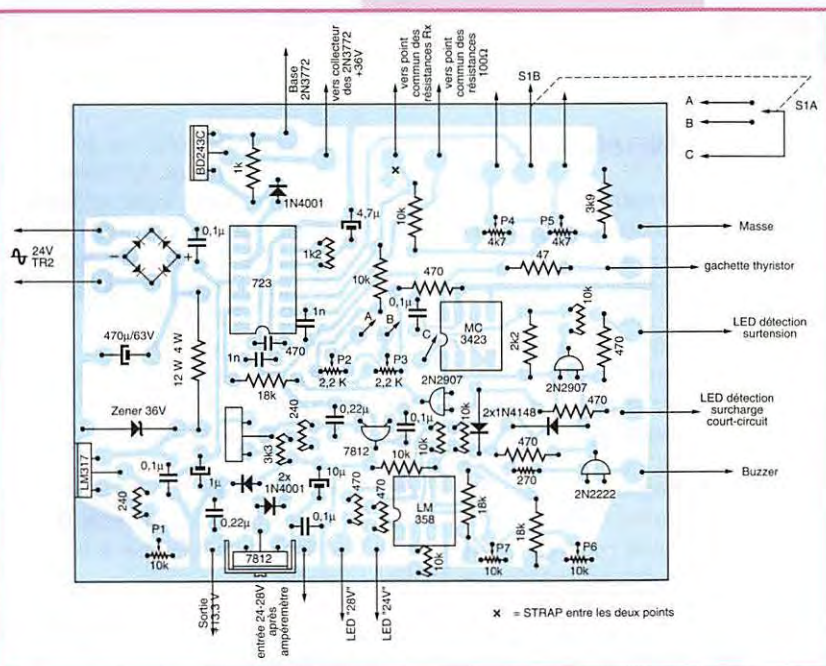 Base
2N3772
vers collecteur
des 2N3772
+36V
vers point
commun des
résistances Rx
vers point
commun des
résistances
100Ω
S1B
A
B
C
S1A
BD243C
1k
1N4001
4,7µ
0,1µ
24V
TR2
-
+
723
1k2
10k
10k
×
P4
4k7
P5
4k7
3k9
Masse
47
gachette thyristor
470
0,1µ
A
B
C
MC
3423
2k2
10k
470
LED détection
surtension
1n
470µ/63V
12 W 4 W
1n
470
P2
2,2 K
P3
2,2 K
2N2907
2N2907
18k
Zener 36V
240
0,22µ
7812
0,1µ
10k
10k
2x1N4148
470
LED détection
surcharge
court-circuit
470
270
2N2222
Buzzer
LM317
0,1µ
240
1µ
3k3
2x
1N4001
10µ
10k
470
470
LM
358
18k
18k
P1
10k
0,22µ
7812
0,1µ
10k
P7
10k
P6
10k
Sortie
+13,3 V
entrée 24-28V
après
ampéremètre
LED "28V"
LED "24V"
× = STRAP entre les deux points